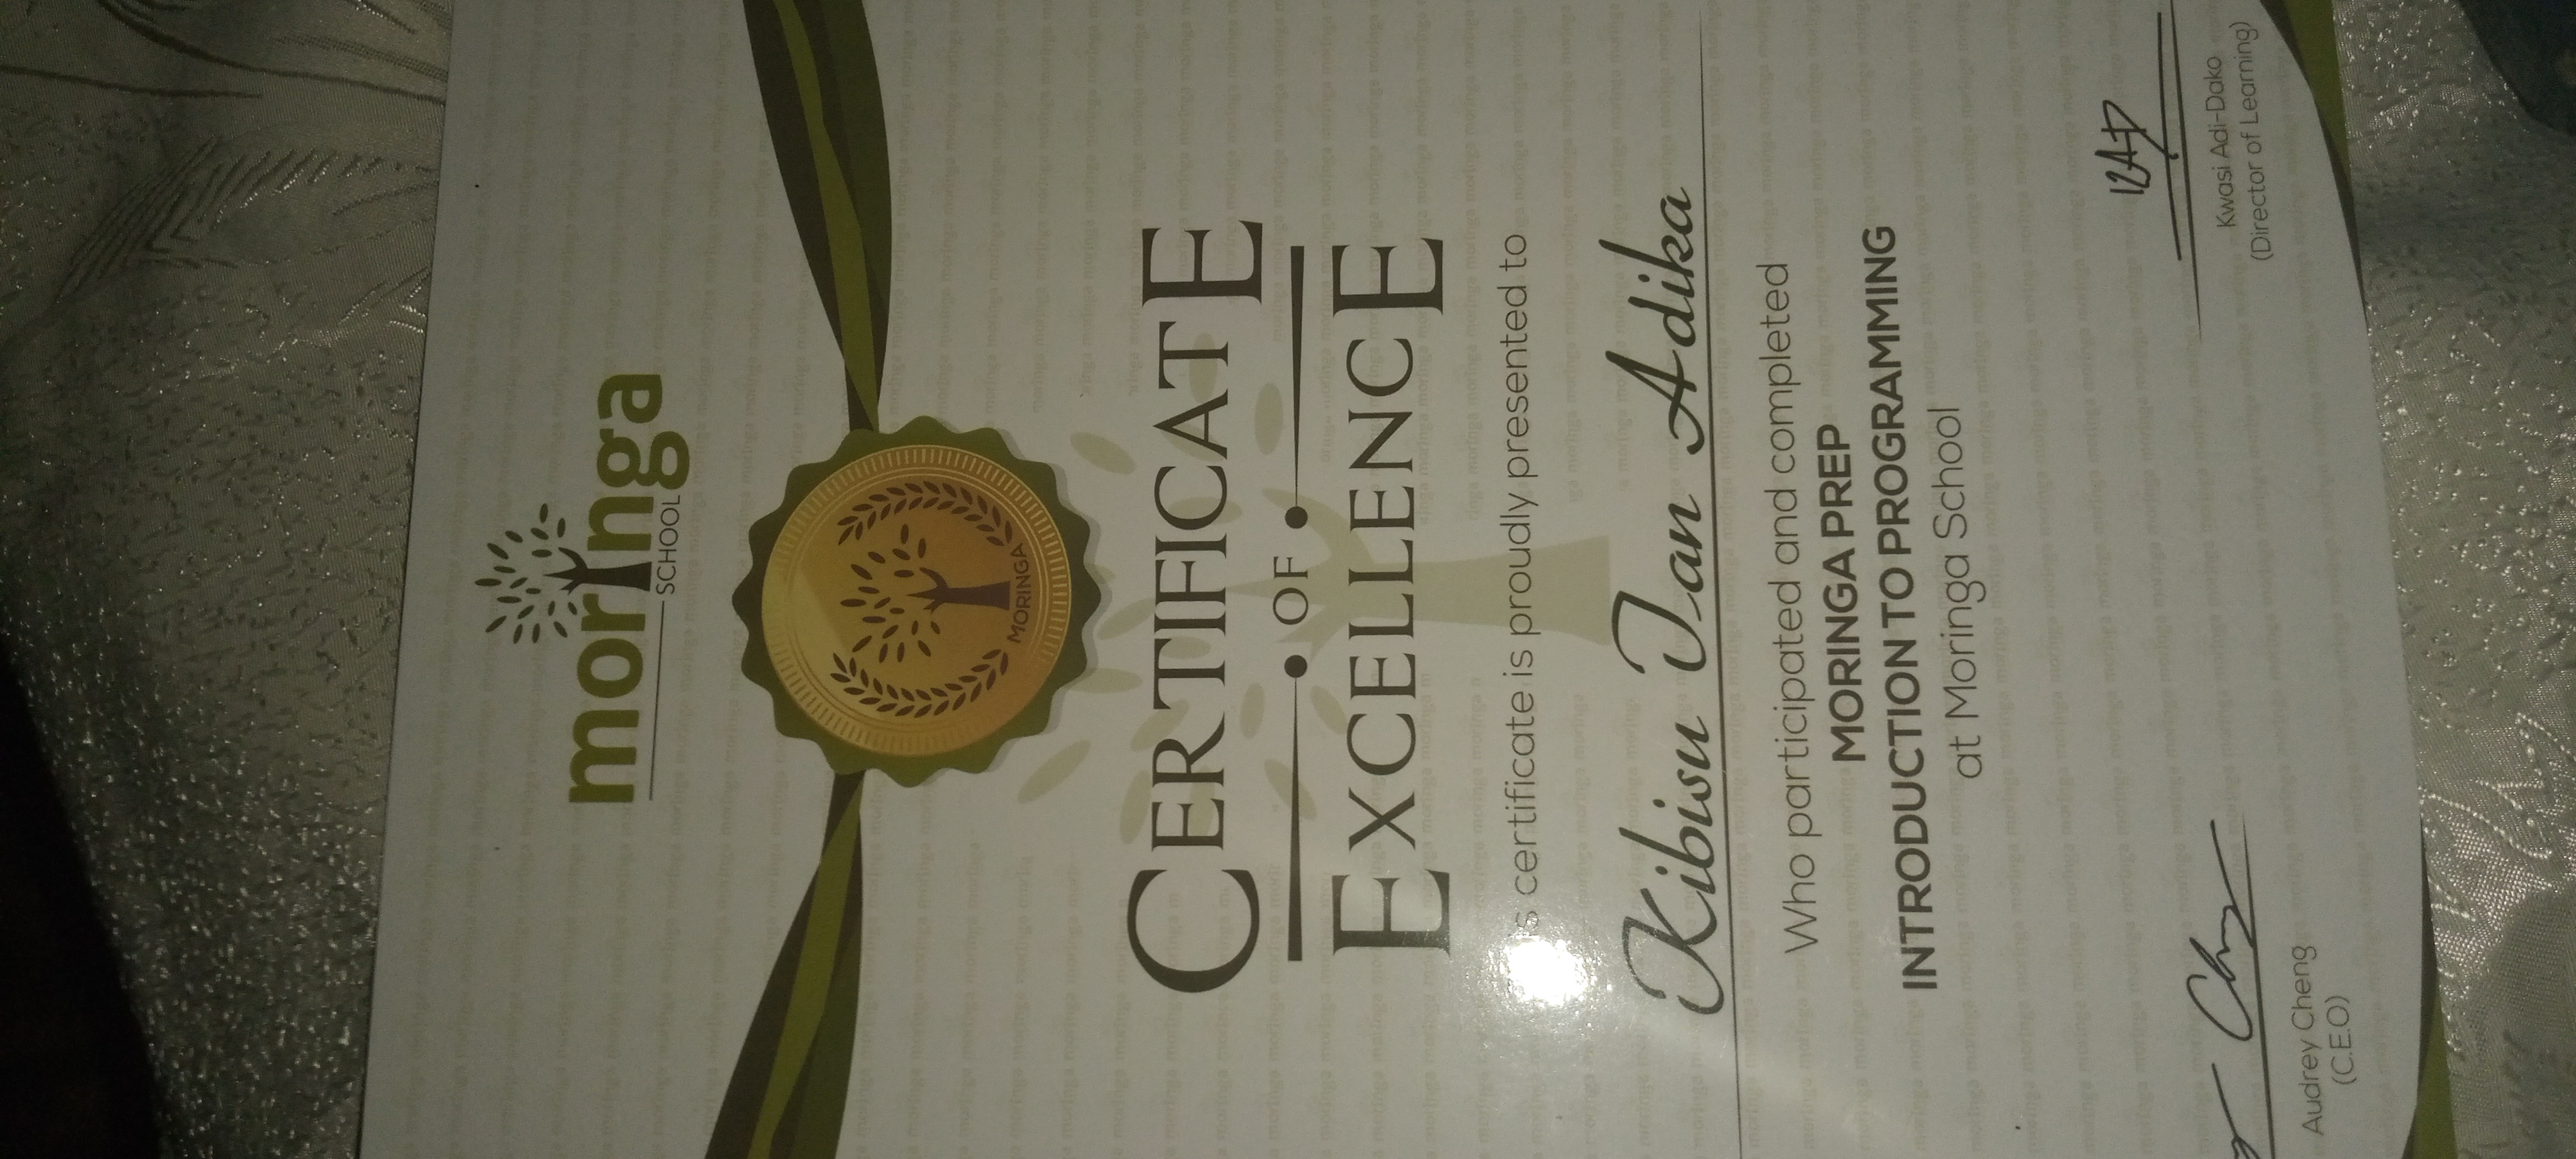 moringa
SCHOOL
MORINGA
CERTIFICATE
OF
EXCELLENCE
certificate is proudly presented to
Kibisu Ian Adika
Who participated and completed
MORINGA PREP
INTRODUCTION TO PROGRAMMING
at Moringa School
Audrey Cheng
(C.E.O)
Kwasi Adi-Dako
(Director of Learning)